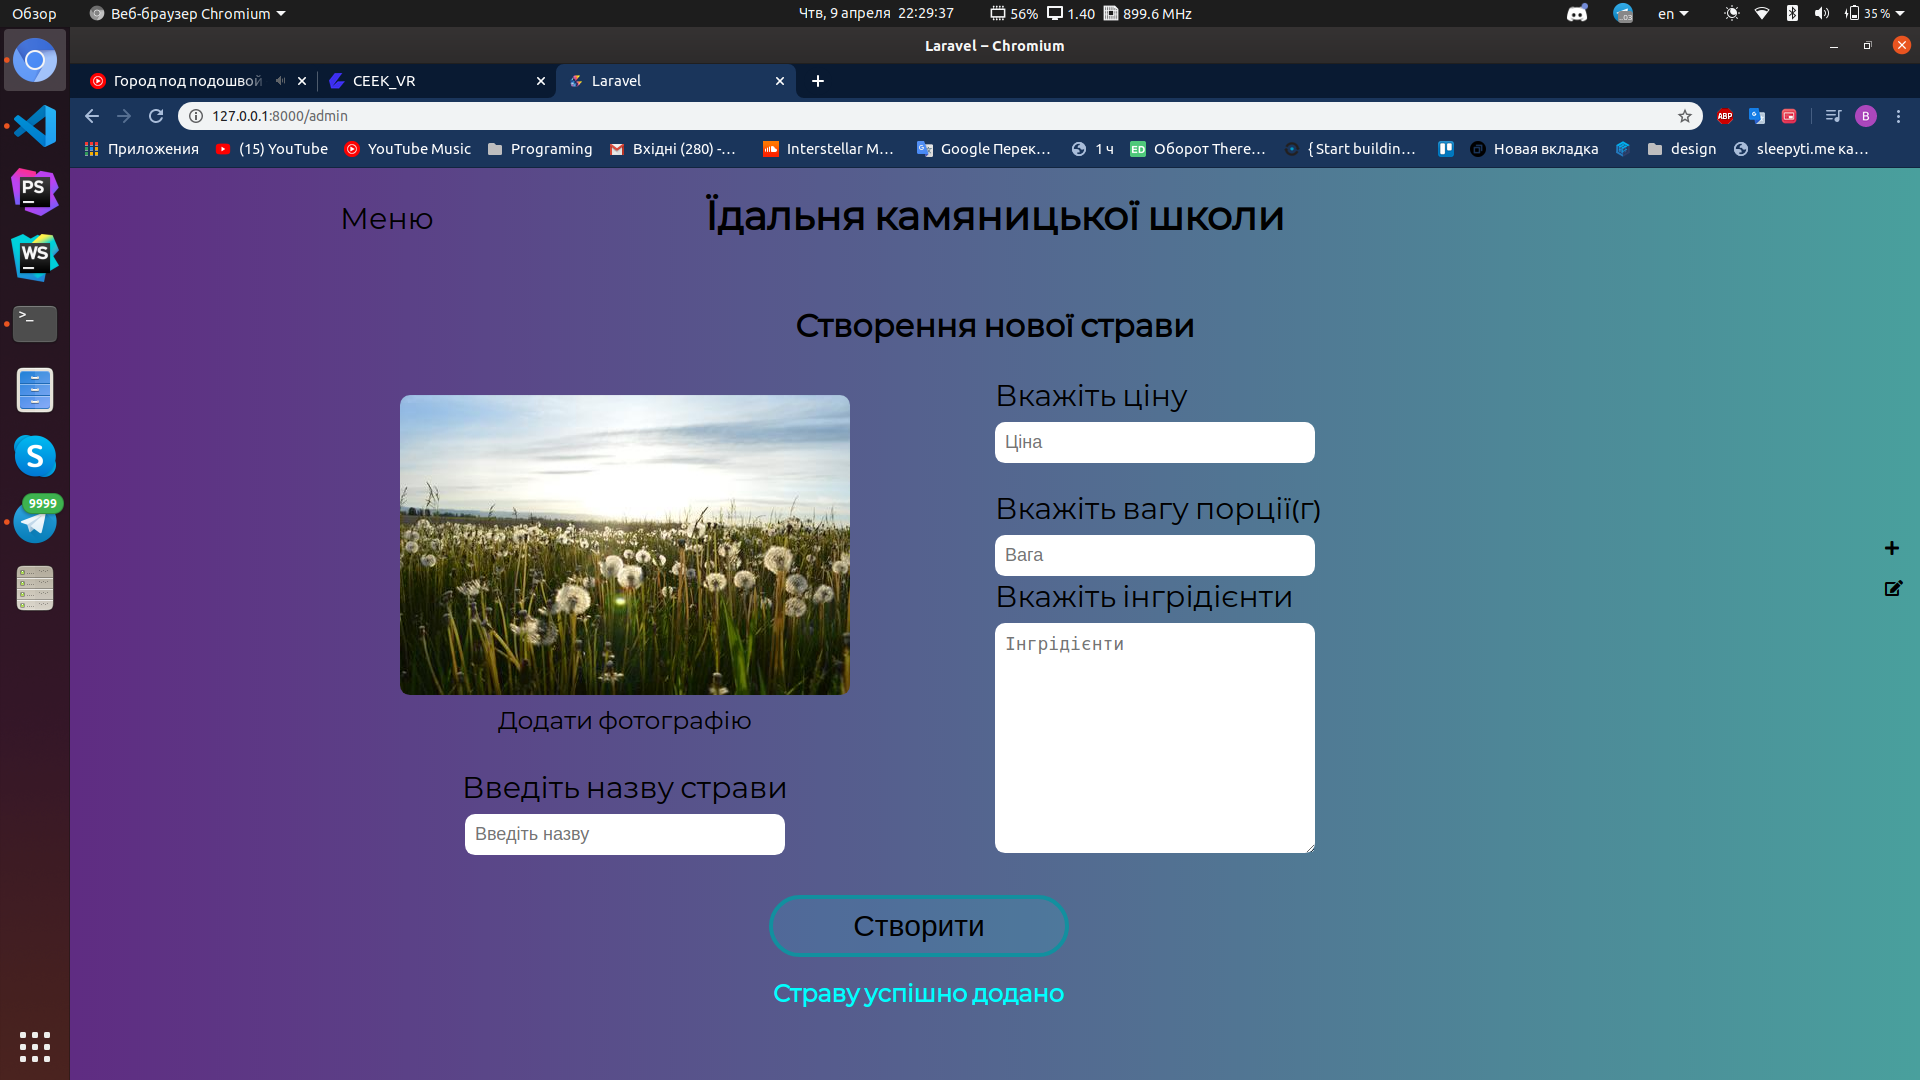 Обзор
Веб-браузер Chromium
Чтв, 9 апреля 22:29:37
56% 1.40 899.6 MHz
en
35 %
Laravel – Chromium
Город под подошвой
CEEK_VR
Laravel
127.0.0.1:8000/admin
ABP
B
Приложения
(15) YouTube
YouTube Music
Programing
Вхідні (280) -...
Interstellar M...
Google Перек...
1 ч
ED
Оборот There...
{ Start buildin...
Новая вкладка
design
sleepyti.me ка...
PS
WS
>_
S
9999
Меню
Їдальня камяницької школи
Створення нової страви
Вкажіть ціну
Ціна
Вкажіть вагу порції(г)
Вага
Вкажіть інгрідієнти
Інгрідієнти
Додати фотографію
Введіть назву страви
Введіть назву
Створити
Страву успішно додано